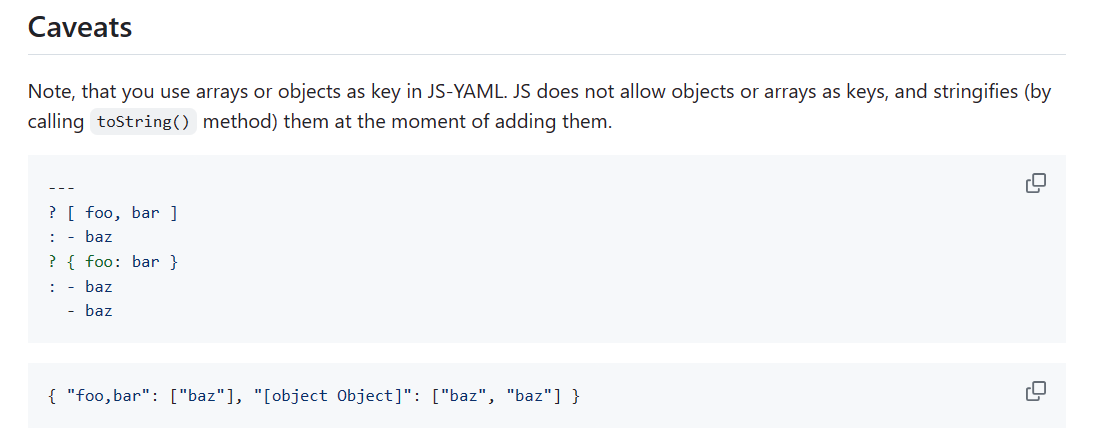 Caveats
Note, that you use arrays or objects as key in JS-YAML. JS does not allow objects or arrays as keys, and stringifies (by
calling toString() method) them at the moment of adding them.
---
? [ foo, bar ]
: - baz
? { foo: bar }
: - baz
  - baz
{ "foo,bar": ["baz"], "[object Object]": ["baz", "baz"] }